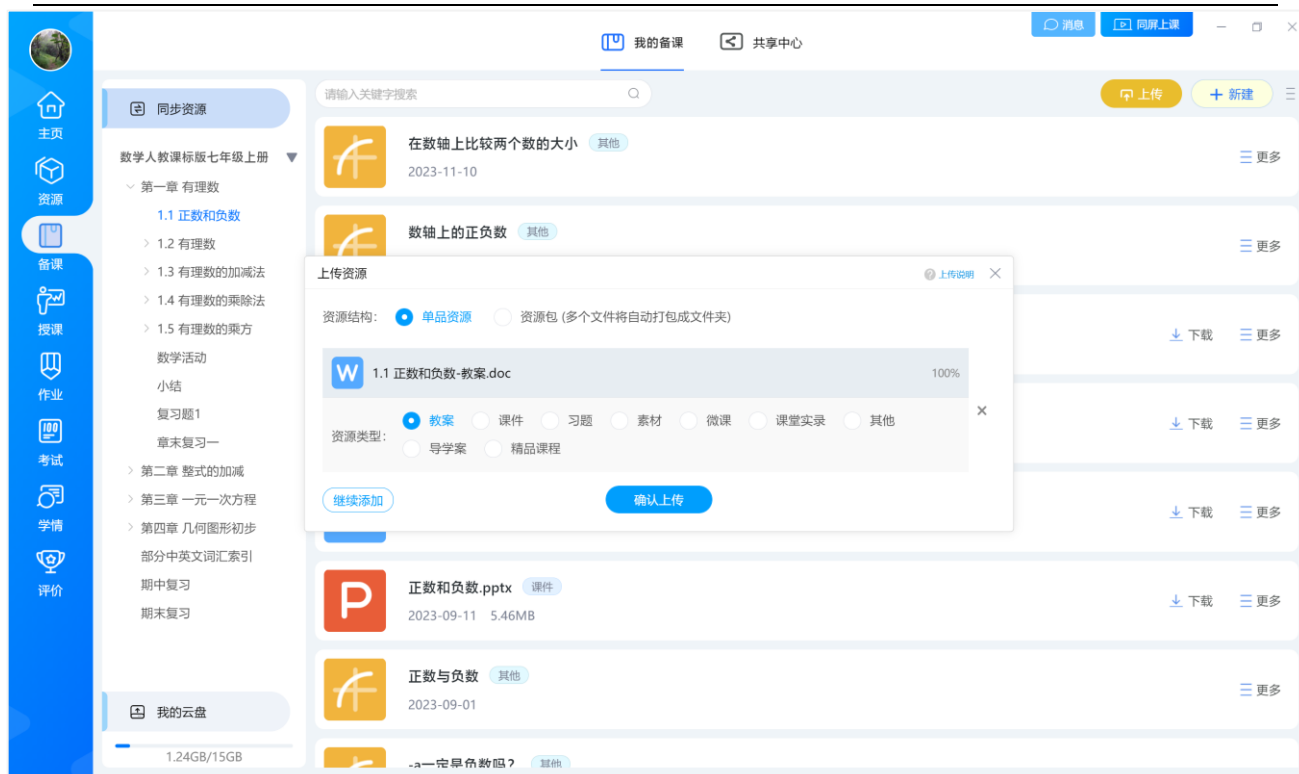 消息
同屏上课
我的备课
共享中心
主页
资源
备课
授课
作业
100
考试
学情
评价
同步资源
数学人教课标版七年级上册
第一章 有理数
1.1 正数和负数
1.2 有理数
1.3 有理数的加减法
1.4 有理数的乘除法
1.5 有理数的乘方
数学活动
小结
复习题1
章末复习一
第二章 整式的加减
第三章 一元一次方程
第四章 几何图形初步
部分中英文词汇索引
期中复习
期末复习
我的云盘
1.24GB/15GB
请输入关键字搜索
上传
新建
在数轴上比较两个数的大小 其他
2023-11-10
更多
数轴上的正负数 其他
更多
上传资源
上传说明
资源结构: 单品资源 资源包 (多个文件将自动打包成文件夹)
W 1.1 正数和负数-教案.doc 100%
资源类型: 教案 课件 习题 素材 微课 课堂实录 其他
导学案 精品课程
继续添加 确认上传
下载 更多
下载 更多
下载 更多
P
正数和负数.pptx 课件
2023-09-11 5.46MB
下载 更多
正数与负数 其他
2023-09-01
更多
-a一定是负数吗? 其他